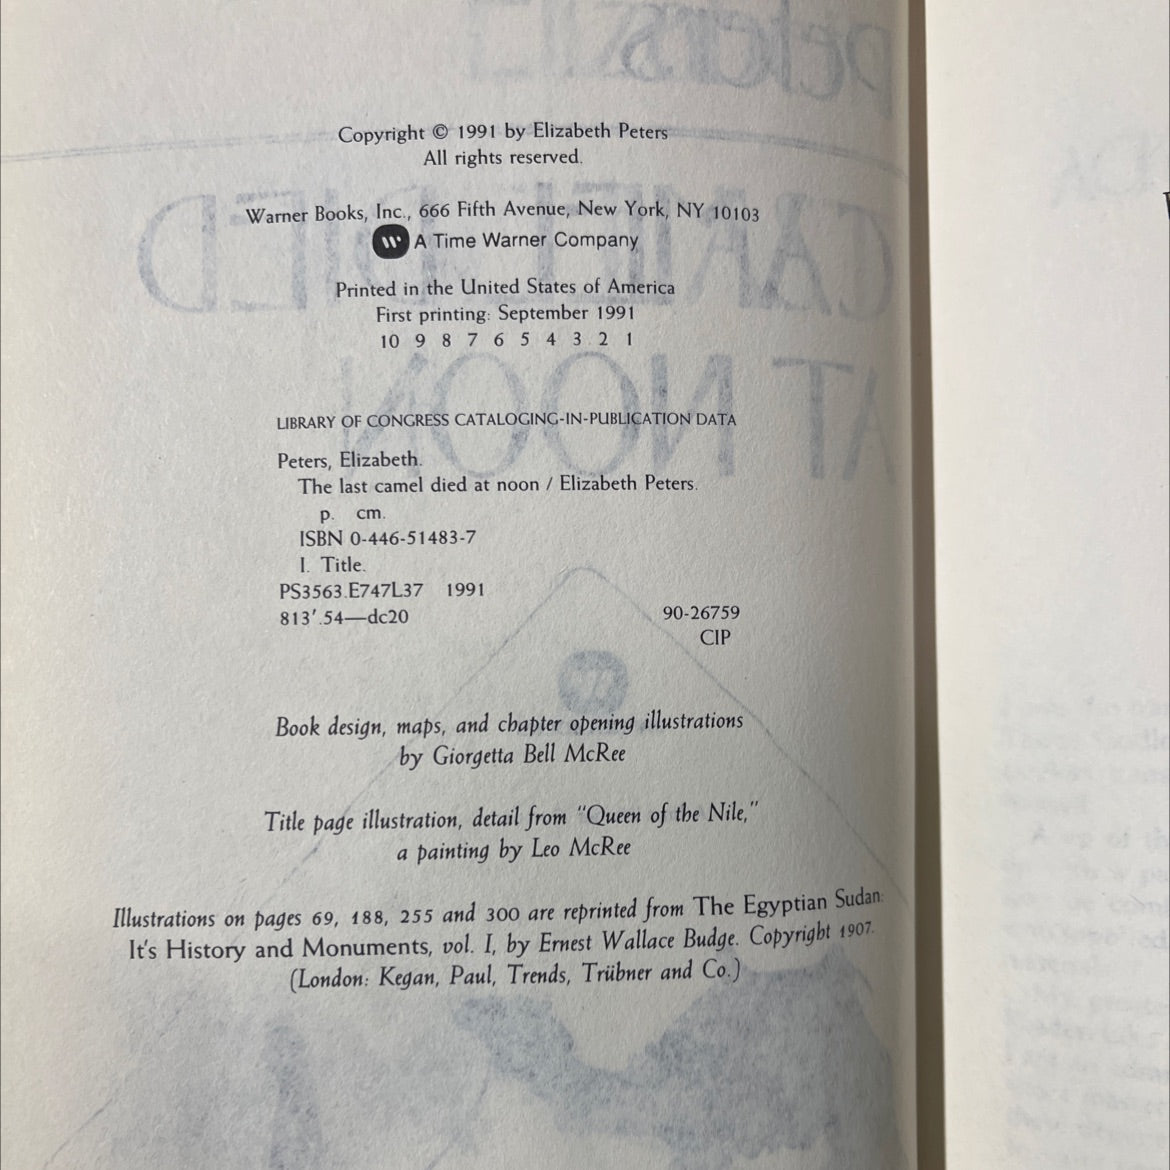 Copyright © 1991 by Elizabeth Peters
All rights reserved.
Warner Books, Inc., 666 Fifth Avenue, New York, NY 10103
W A Time Warner Company
Printed in the United States of America
First printing: September 1991
10 9 8 7 6 5 4 3 2 1
LIBRARY OF CONGRESS CATALOGING-IN-PUBLICATION DATA
Peters, Elizabeth.
The last camel died at noon / Elizabeth Peters.
p. cm.
ISBN 0-446-51483-7
I. Title.
PS3563.E747L37 1991
813'.54—dc20
90-26759
CIP
Book design, maps, and chapter opening illustrations
by Giorgetta Bell McRee
Title page illustration, detail from "Queen of the Nile,"
a painting by Leo McRee
Illustrations on pages 69, 188, 255 and 300 are reprinted from The Egyptian Sudan:
It's History and Monuments, vol. I, by Ernest Wallace Budge. Copyright 1907.
(London: Kegan, Paul, Trends, Trübner and Co.)